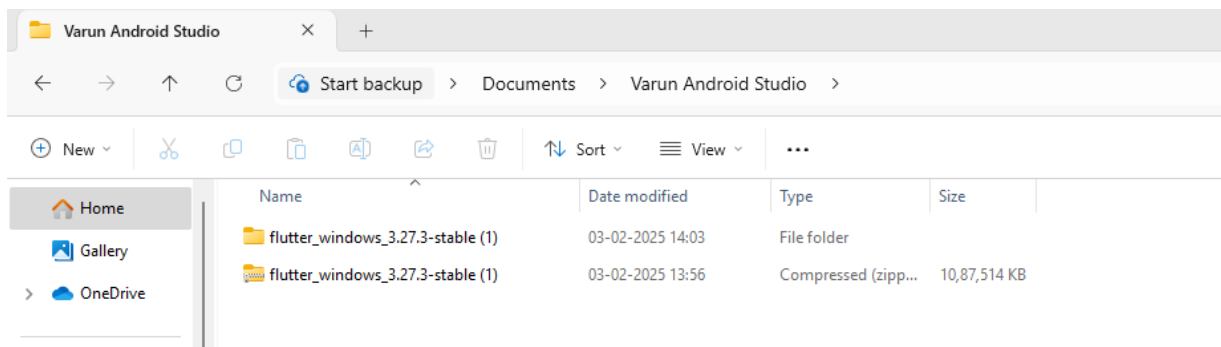 Varun Android Studio
Start backup > Documents > Varun Android Studio >
New Sort View ...
Home
Gallery
OneDrive
Name Date modified Type Size
flutter_windows_3.27.3-stable (1) 03-02-2025 14:03 File folder
flutter_windows_3.27.3-stable (1) 03-02-2025 13:56 Compressed (zipp... 10,87,514 KB